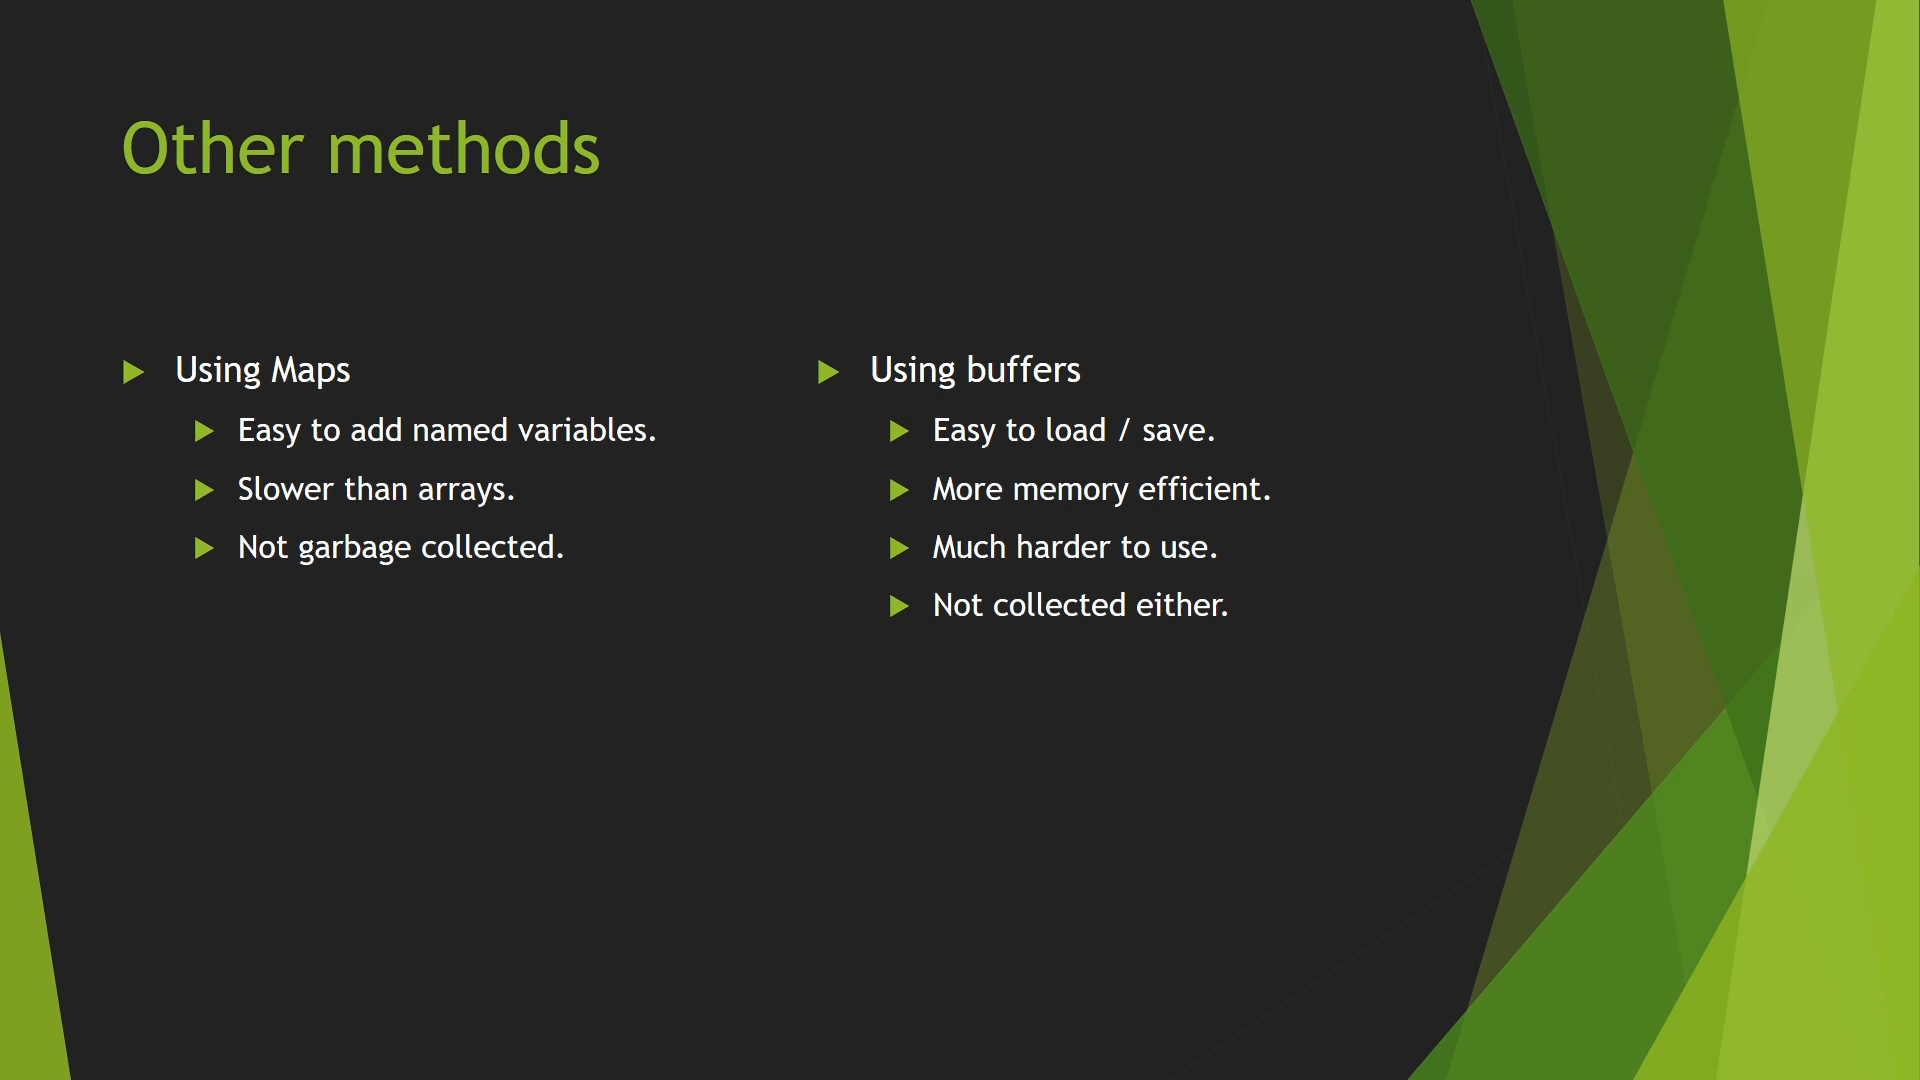 Other methods
Using Maps
Easy to add named variables.
Slower than arrays.
Not garbage collected.
Using buffers
Easy to load / save.
More memory efficient.
Much harder to use.
Not collected either.